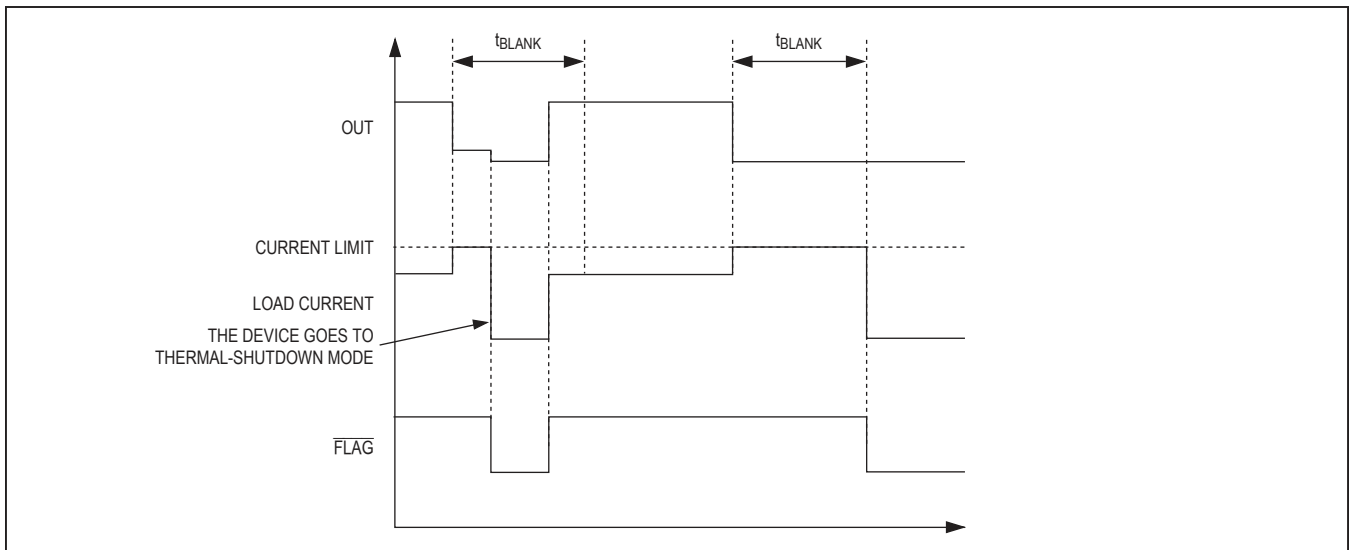 tBLANK
tBLANK
OUT
CURRENT LIMIT
LOAD CURRENT
THE DEVICE GOES TO
THERMAL-SHUTDOWN MODE
FLAG